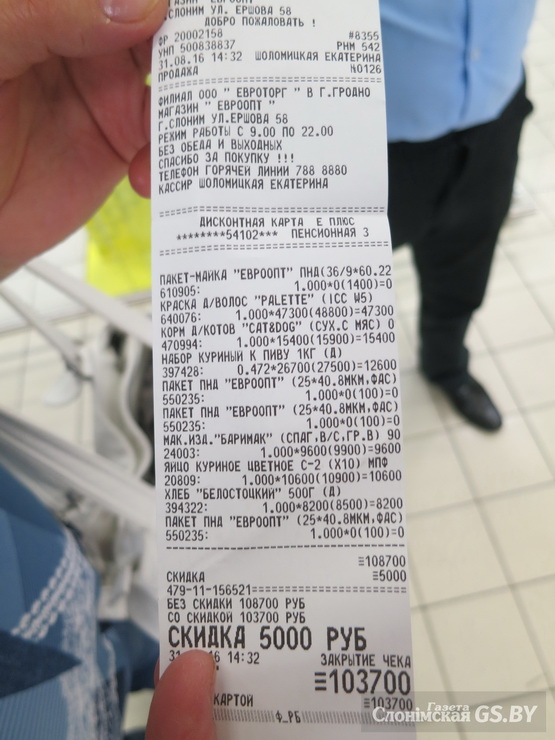 МАГАЗИН "ЕВРООПТ"
Г.СЛОНИМ УЛ. ЕРШОВА 58
ДОБРО ПОЖАЛОВАТЬ !
ФР 20002158 #8355
УНП 500838837 РНМ 542
31.08.16 14:32 ШОЛОМИЦКАЯ ЕКАТЕРИНА
ПРОДАЖА №0126
ФИЛИАЛ ООО " ЕВРОТОРГ " В Г.ГРОДНО
МАГАЗИН " ЕВРООПТ "
Г.СЛОНИМ УЛ.ЕРШОВА 58
РЕЖИМ РАБОТЫ С 9.00 ПО 22.00
БЕЗ ОБЕДА И ВЫХОДНЫХ
СПАСИБО ЗА ПОКУПКУ !!!
ТЕЛЕФОН ГОРЯЧЕЙ ЛИНИИ 788 8880
КАССИР ШОЛОМИЦКАЯ ЕКАТЕРИНА
ДИСКОНТНАЯ КАРТА Е ПЛЮС
********54102*** ПЕНСИОННАЯ 3
ПАКЕТ-МАЙКА "ЕВРООПТ" ПНД(36/9*60.22
610905: 1.000*0(1400)=0
КРАСКА Д/ВОЛОС "PALETTE" (ICC W5)
640076: 1.000*47300(48800)=47300
КОРМ Д/КОТОВ "CAT&DOG" (СУХ.С МЯС) 0
470994: 1.000*15400(15900)=15400
НАБОР КУРИНЫЙ К ПИВУ 1КГ (Д)
397428: 0.472*26700(27500)=12600
ПАКЕТ ПНД "ЕВРООПТ" (25*40.8МКМ,ФАС)
550235: 1.000*0(100)=0
ПАКЕТ ПНД "ЕВРООПТ" (25*40.8МКМ,ФАС)
550235: 1.000*0(100)=0
МАК.ИЗД."БАРИМАК" (СПАГ.В/С,ГР.В) 90
24003: 1.000*9600(9900)=9600
ЯЙЦО КУРИНОЕ ЦВЕТНОЕ С-2 (Х10) МПФ
20809: 1.000*10600(10900)=10600
ХЛЕБ "БЕЛОСТОЦКИЙ" 500Г (Д)
394322: 1.000*8200(8500)=8200
ПАКЕТ ПНД "ЕВРООПТ" (25*40.8МКМ,ФАС)
550235: 1.000*0(100)=0
≡108700
СКИДКА ≡5000
479-11-156521
БЕЗ СКИДКИ 108700 РУБ
СО СКИДКОЙ 103700 РУБ
СКИДКА 5000 РУБ
14:32 ЗАКРЫТИЕ ЧЕКА
≡103700
КАРТОЙ ≡103700
Ф_РБ
Газета
Слонімская GS.BY